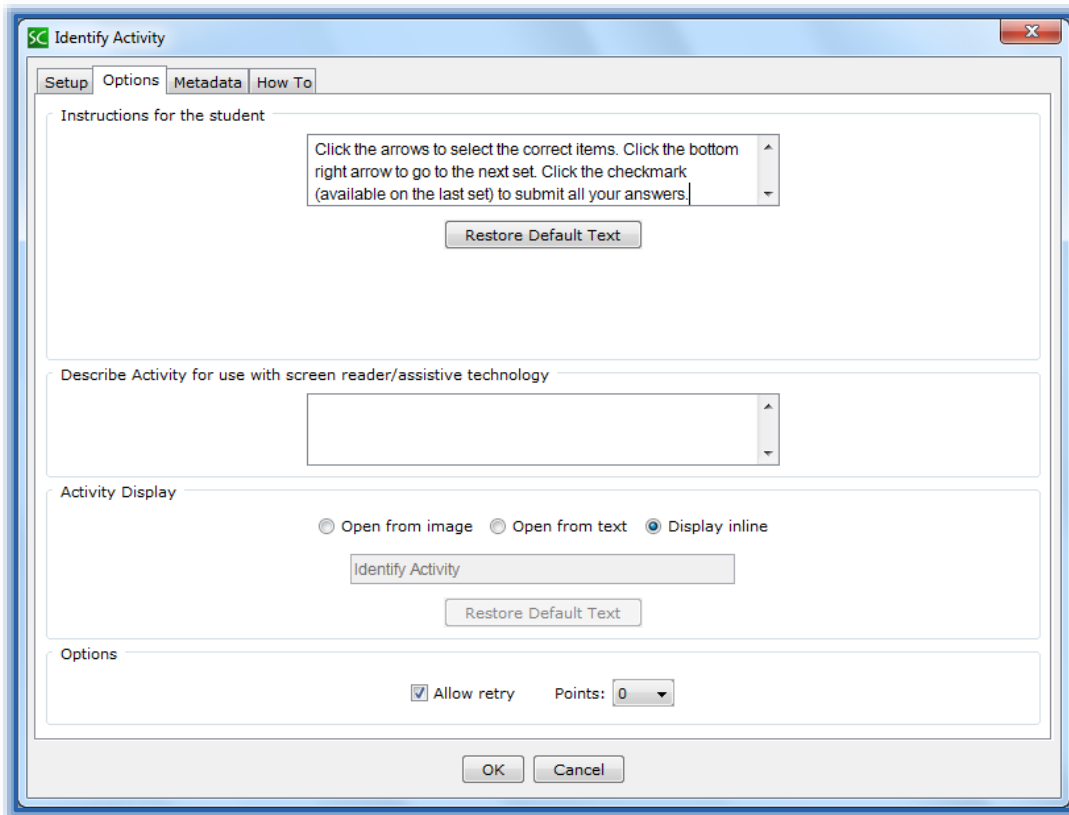 SC Identify Activity
Setup Options Metadata How To
Instructions for the student
Click the arrows to select the correct items. Click the bottom
right arrow to go to the next set. Click the checkmark
(available on the last set) to submit all your answers.
Restore Default Text
Describe Activity for use with screen reader/assistive technology
Activity Display
Open from image Open from text Display inline
Identify Activity
Restore Default Text
Options
Allow retry Points: 0
OK Cancel